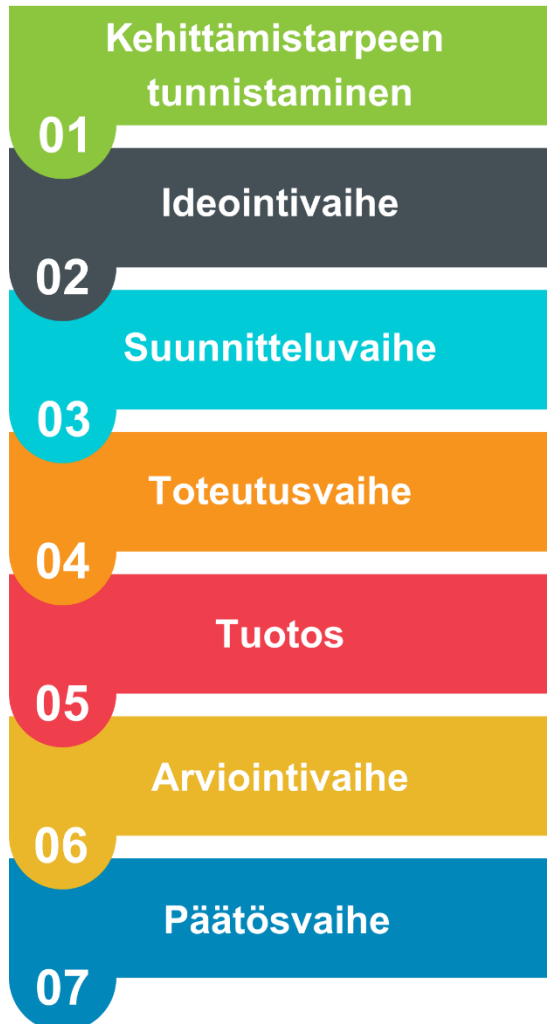 Kehittämistarpeen
tunnistaminen
01
Ideointivaihe
02
Suunnitteluvaihe
03
Toteutusvaihe
04
Tuotos
05
Arviointivaihe
06
Päätösvaihe
07